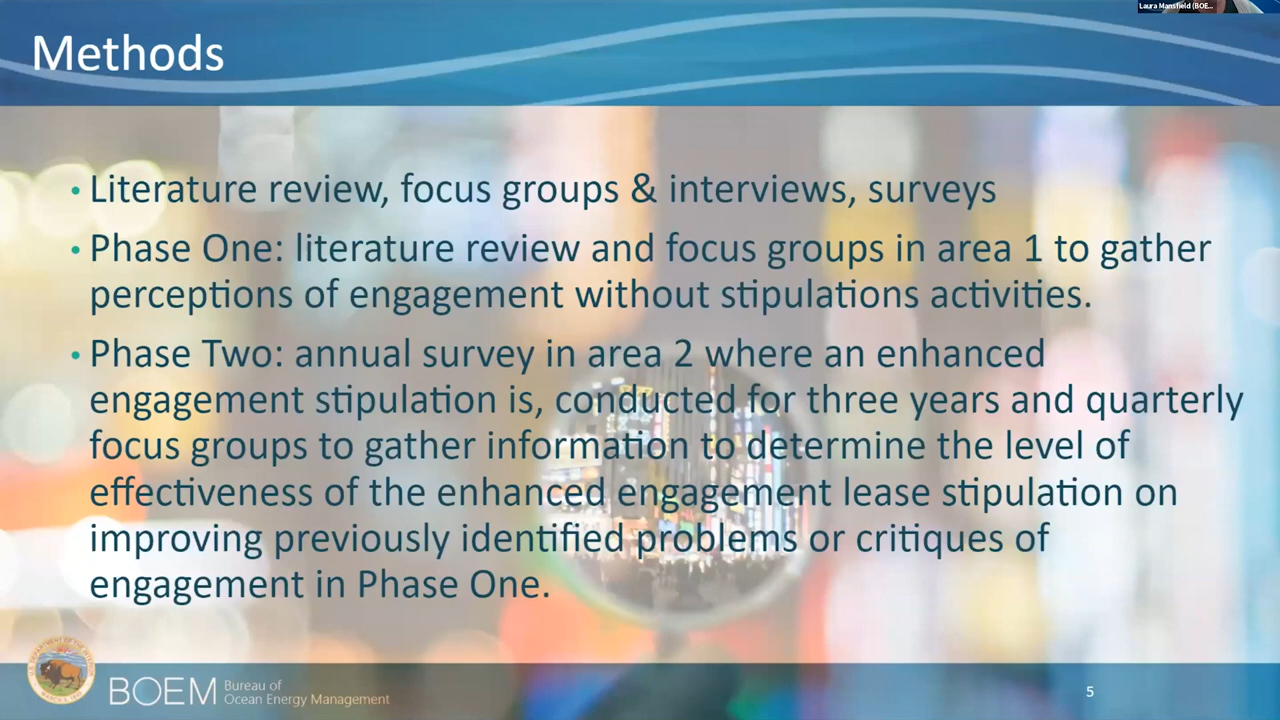 Laura Mansfield (BOE...
Methods
• Literature review, focus groups & interviews, surveys
• Phase One: literature review and focus groups in area 1 to gather
perceptions of engagement without stipulations activities.
• Phase Two: annual survey in area 2 where an enhanced
engagement stipulation is, conducted for three years and quarterly
focus groups to gather information to determine the level of
effectiveness of the enhanced engagement lease stipulation on
improving previously identified problems or critiques of
engagement in Phase One.
BOEM
Bureau of
Ocean Energy Management
5